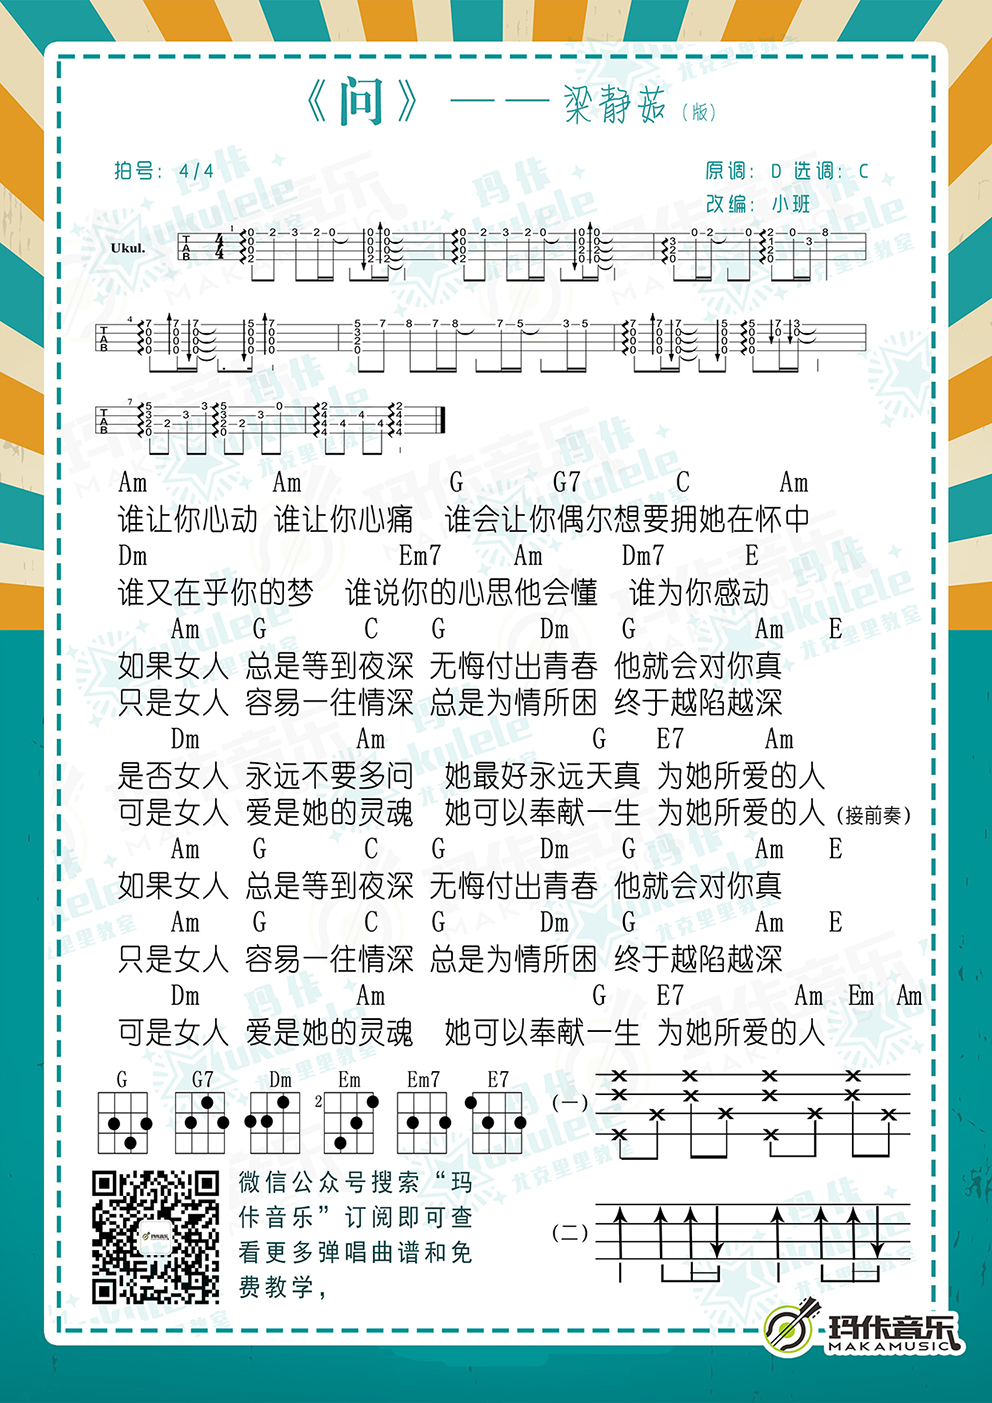 《问》——梁静茹（版）
拍号：4/4
原调：D 选调：C
改编：小班
Ukul.
Am Am G G7 C Am
谁让你心动 谁让你心痛 谁会让你偶尔想要拥她在怀中
Dm Em7 Am Dm7 E
谁又在乎你的梦 谁说你的心思他会懂 谁为你感动
Am G C G Dm G Am E
如果女人 总是等到夜深 无悔付出青春 他就会对你真
只是女人 容易一往情深 总是为情所困 终于越陷越深
Dm Am G E7 Am
是否女人 永远不要多问 她最好永远天真 为她所爱的人
可是女人 爱是她的灵魂 她可以奉献一生 为她所爱的人（接前奏）
Am G C G Dm G Am E
如果女人 总是等到夜深 无悔付出青春 他就会对你真
Am G C G Dm G Am E
只是女人 容易一往情深 总是为情所困 终于越陷越深
Dm Am G E7 Am Em Am
可是女人 爱是她的灵魂 她可以奉献一生 为她所爱的人
G G7 Dm Em Em7 E7
2
（一）
（二）
微信公众号搜索“玛
佧音乐”订阅即可查
看更多弹唱曲谱和免
费教学，
玛佧音乐
MAKAMUSIC